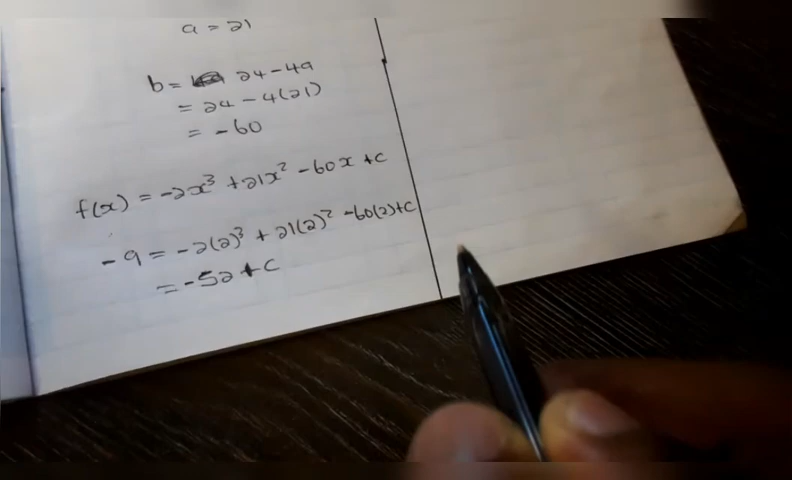 a = 21
b = 24 - 4a
= 24 - 4(21)
= -60
f(x) = -2x³ + 21x² - 60x + c
-9 = -2(2)³ + 21(2)² - 60(2) + c
= -52 + c